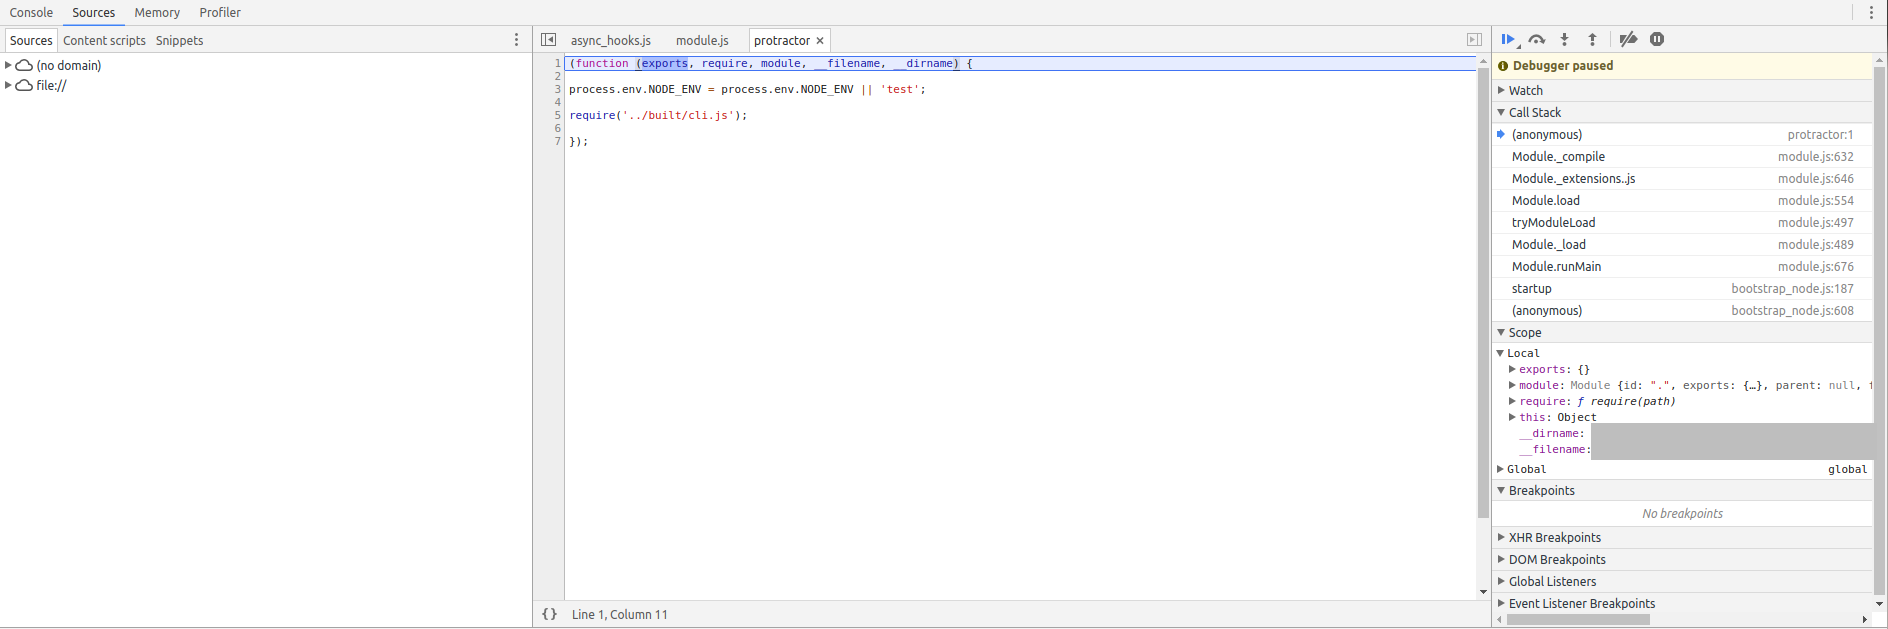 Console Sources Memory Profiler
Sources Content scripts Snippets
(no domain)
file://
async_hooks.js module.js protractor ×
1 (function (exports, require, module, __filename, __dirname) {
2
3 process.env.NODE_ENV = process.env.NODE_ENV || 'test';
4
5 require('../built/cli.js');
6
7 });
{} Line 1, Column 11
Debugger paused
Watch
Call Stack
(anonymous) protractor:1
Module._compile module.js:632
Module._extensions..js module.js:646
Module.load module.js:554
tryModuleLoad module.js:497
Module._load module.js:489
Module.runMain module.js:676
startup bootstrap_node.js:187
(anonymous) bootstrap_node.js:608
Scope
Local
exports: {}
module: Module {id: ".", exports: {…}, parent: null,
require: ƒ require(path)
this: Object
__dirname:
__filename:
Global global
Breakpoints
No breakpoints
XHR Breakpoints
DOM Breakpoints
Global Listeners
Event Listener Breakpoints